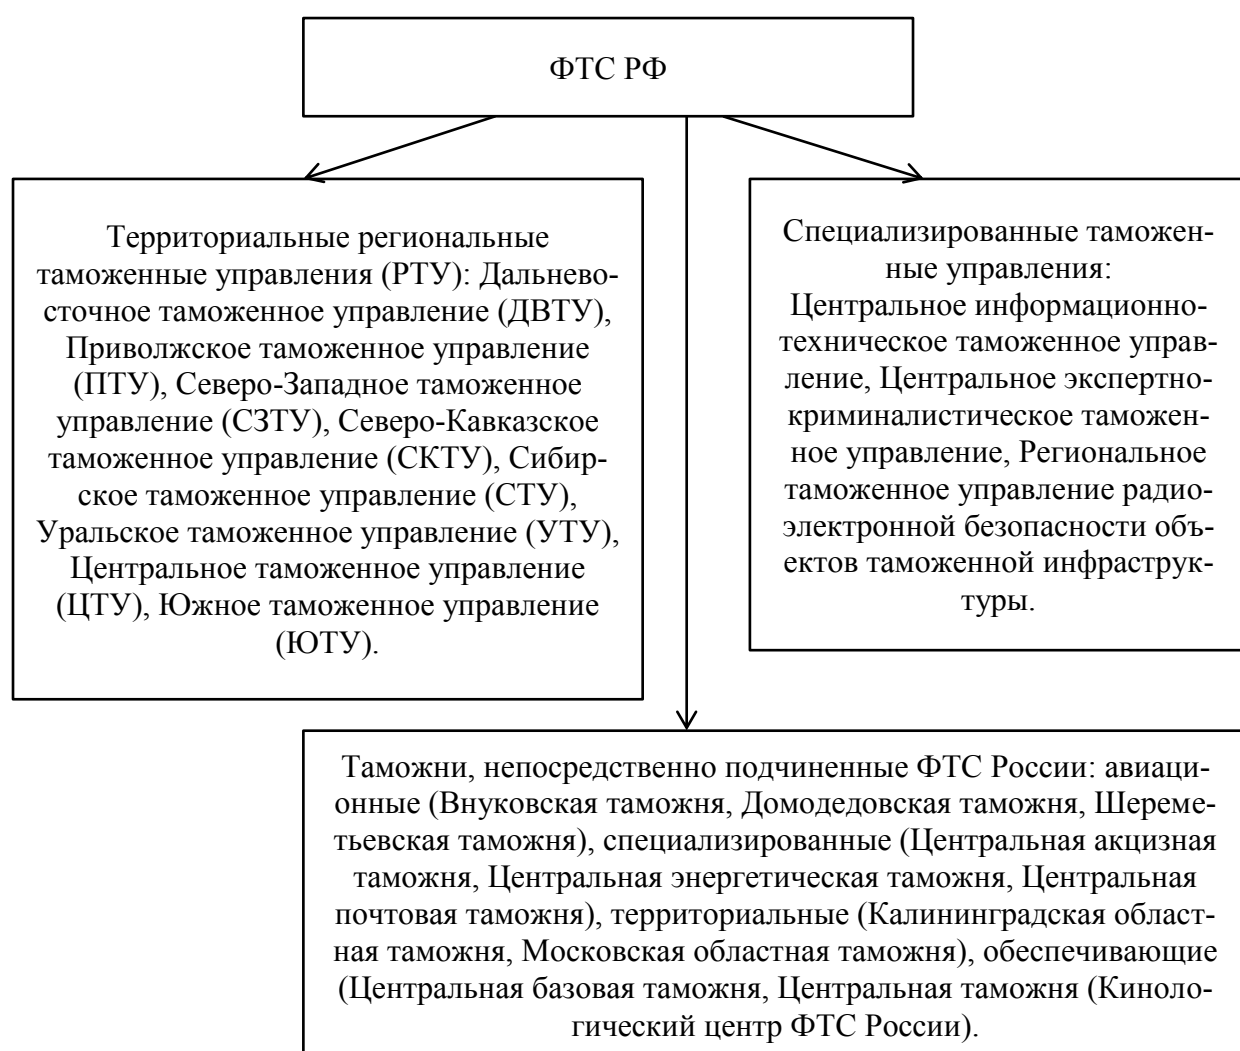 ФТС РФ
Территориальные региональные
таможенные управления (РТУ): Дальнево-
сточное таможенное управление (ДВТУ),
Приволжское таможенное управление
(ПТУ), Северо-Западное таможенное
управление (СЗТУ), Северо-Кавказское
таможенное управление (СКТУ), Сибир-
ское таможенное управление (СТУ),
Уральское таможенное управление (УТУ),
Центральное таможенное управление
(ЦТУ), Южное таможенное управление
(ЮТУ).
Специализированные таможен-
ные управления:
Центральное информационно-
техническое таможенное управ-
ление, Центральное экспертно-
криминалистическое таможен-
ное управление, Региональное
таможенное управление радио-
электронной безопасности объ-
ектов таможенной инфраструк-
туры.
Таможни, непосредственно подчиненные ФТС России: авиаци-
онные (Внуковская таможня, Домодедовская таможня, Шереме-
тьевская таможня), специализированные (Центральная акцизная
таможня, Центральная энергетическая таможня, Центральная
почтовая таможня), территориальные (Калининградская област-
ная таможня, Московская областная таможня), обеспечивающие
(Центральная базовая таможня, Центральная таможня (Киноло-
гический центр ФТС России).